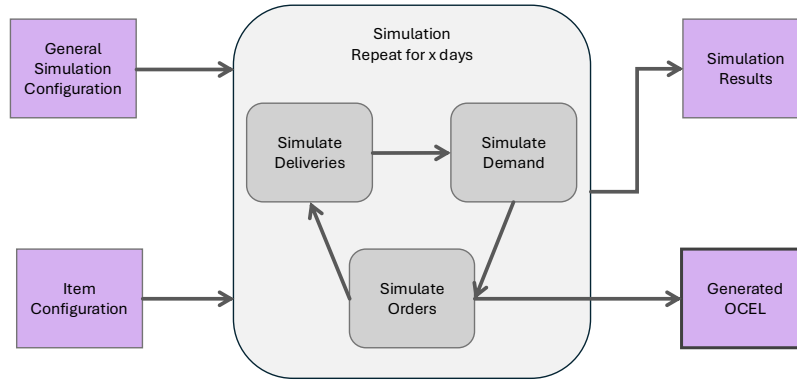 General
Simulation
Configuration
Simulation
Repeat for x days
Simulation
Results
Simulate
Deliveries
Simulate
Demand
Item
Configuration
Simulate
Orders
Generated
OCEL